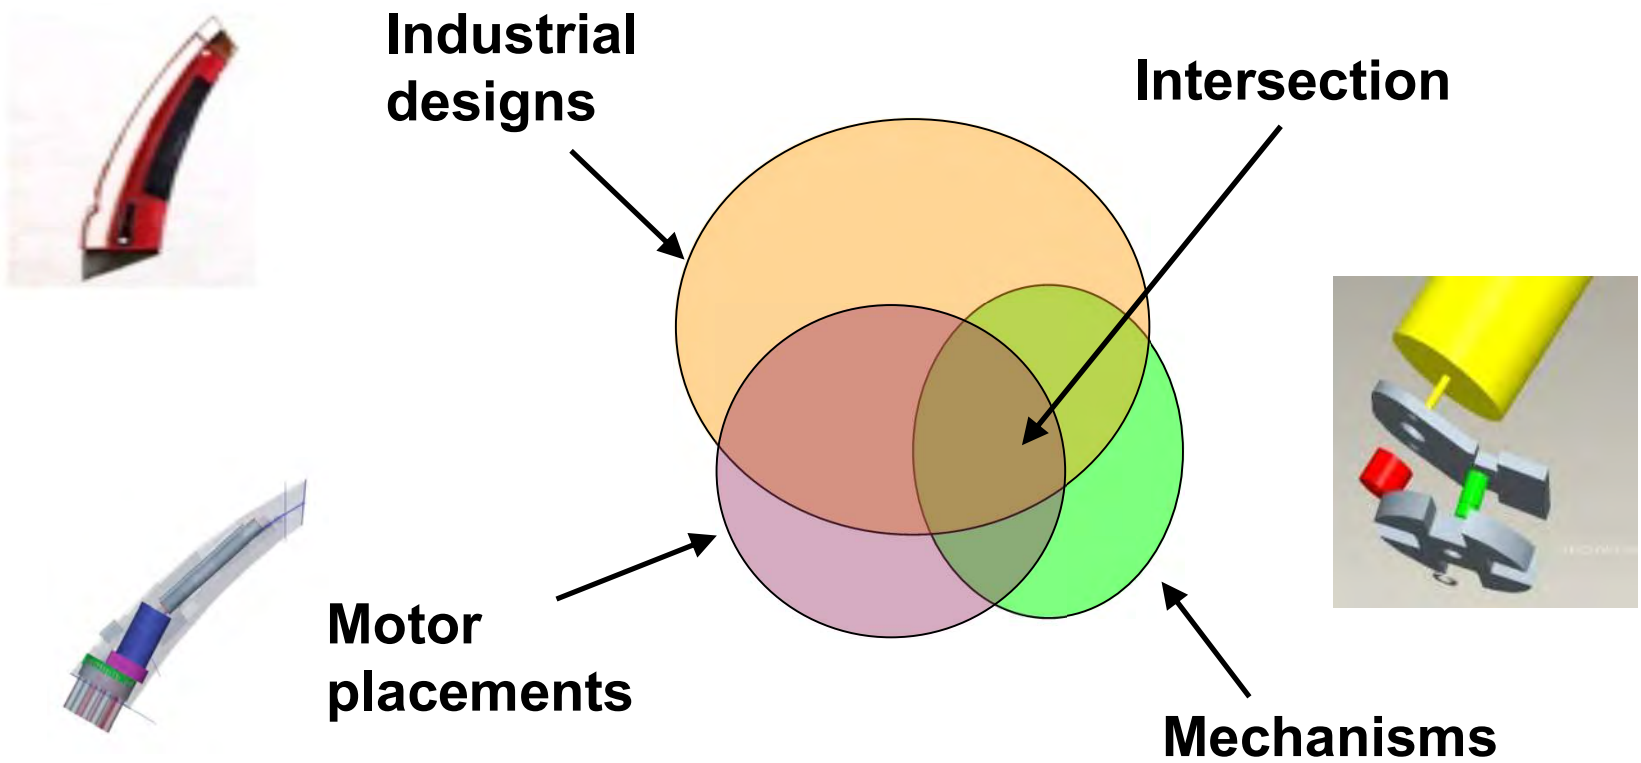 Industrial
designs
Intersection
Motor
placements
Mechanisms